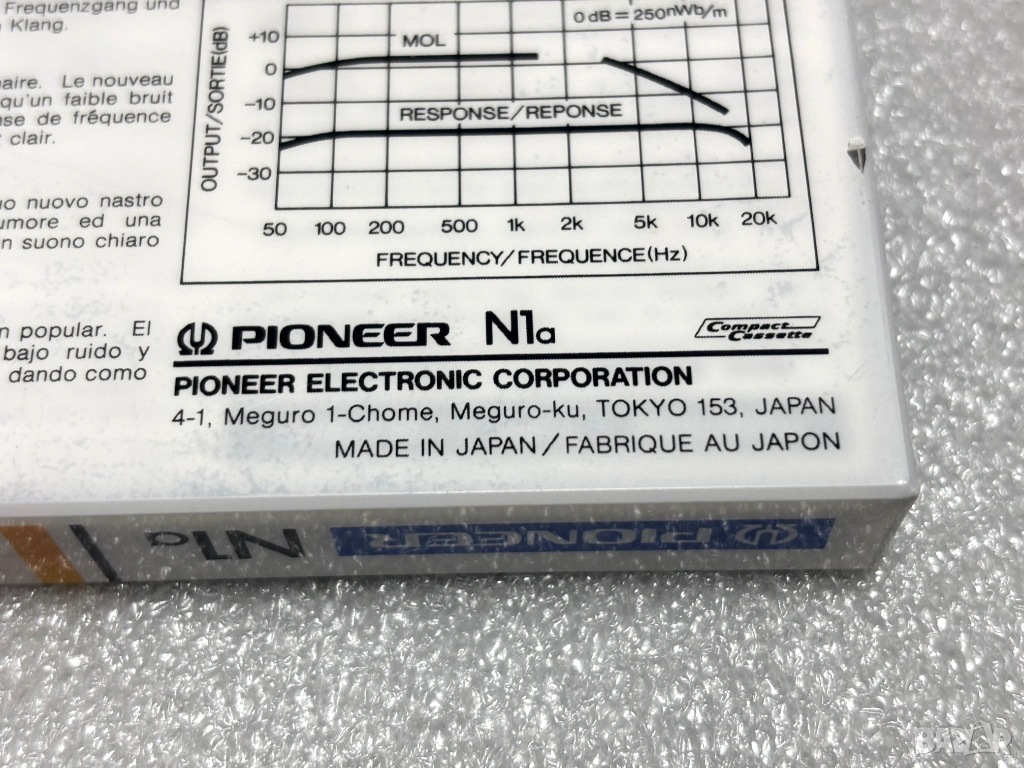 Frequenzgang und
Klang.
Le nouveau
qu'un faible bruit
de fréquence
clair.
nuovo nastro
ed una
suono chiaro
popular. El
bajo ruido y
dando como
0 dB = 250nWb/m
OUTPUT/SORTIE(dB)
+10
0
-10
-20
-30
MOL
RESPONSE/REPONSE
50 100 200 500 1k 2k 5k 10k 20k
FREQUENCY/FREQUENCE(Hz)
PIONEER N1a
Compact Cassette
PIONEER ELECTRONIC CORPORATION
4-1, Meguro 1-Chome, Meguro-ku, TOKYO 153, JAPAN
MADE IN JAPAN/FABRIQUE AU JAPON
PIONEER N1a
BAZAR